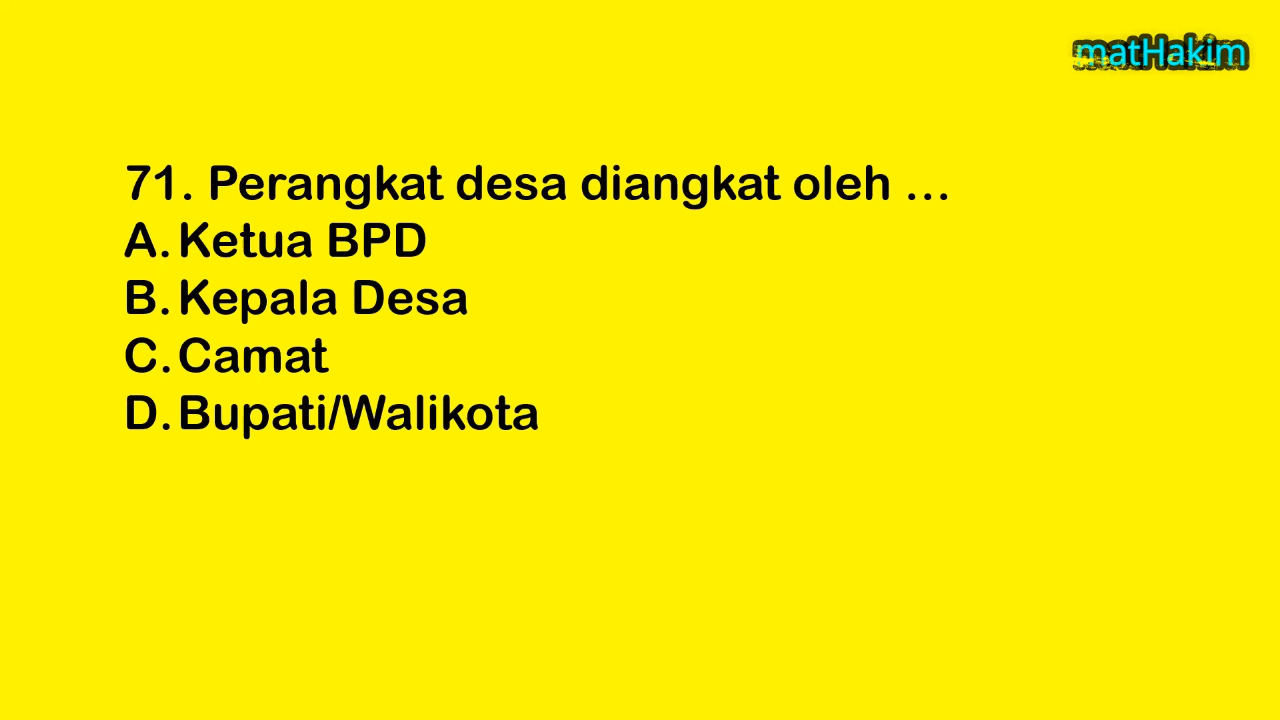 matHakim
71. Perangkat desa diangkat oleh ...
A. Ketua BPD
B. Kepala Desa
C. Camat
D. Bupati/Walikota